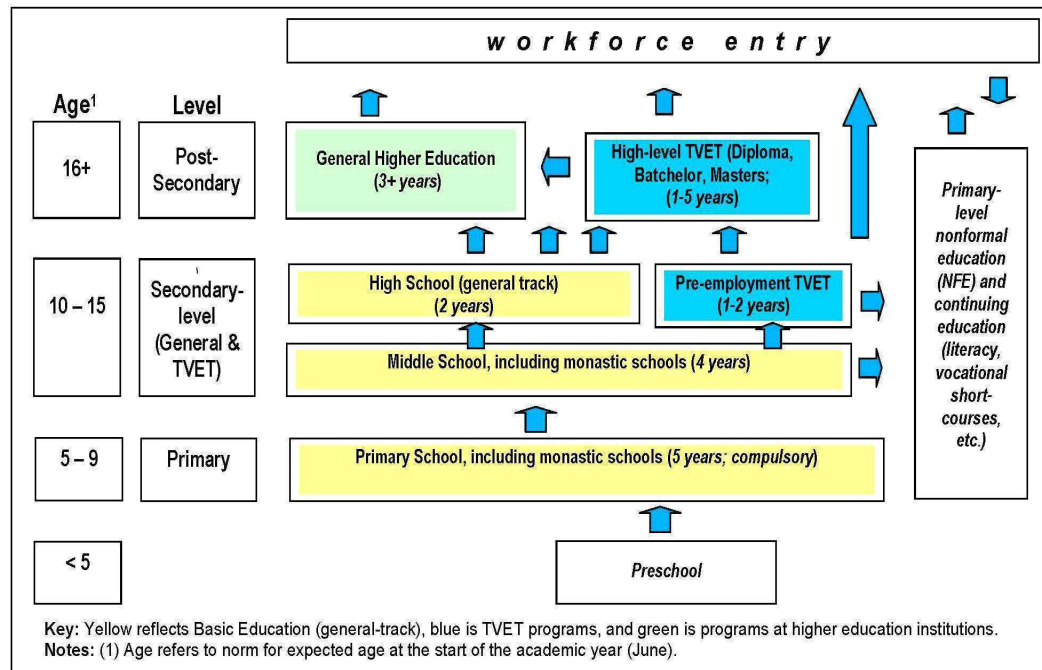 workforce entry
Age1
Level
16+
Post-
Secondary
General Higher Education
(3+ years)
High-level TVET (Diploma,
Batchelor, Masters;
(1-5 years)
Primary-
level
nonformal
education
(NFE) and
continuing
education
(literacy,
vocational
short-
courses,
etc.)
10 – 15
Secondary-
level
(General &
TVET)
High School (general track)
(2 years)
Pre-employment TVET
(1-2 years)
Middle School, including monastic schools (4 years)
5 – 9
Primary
Primary School, including monastic schools (5 years; compulsory)
< 5
Preschool
Key: Yellow reflects Basic Education (general-track), blue is TVET programs, and green is programs at higher education institutions.
Notes: (1) Age refers to norm for expected age at the start of the academic year (June).